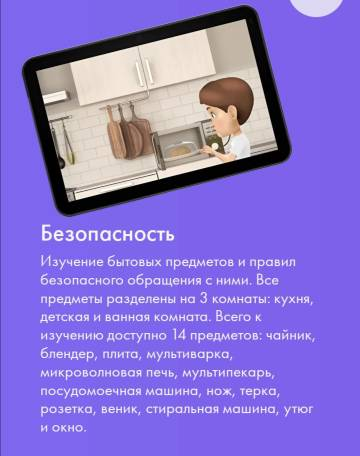 Безопасность
Изучение бытовых предметов и правил
безопасного обращения с ними. Все
предметы разделены на 3 комнаты: кухня,
детская и ванная комната. Всего к
изучению доступно 14 предметов: чайник,
блендер, плита, мультиварка,
микроволновая печь, мультипекарь,
посудомоечная машина, нож, терка,
розетка, веник, стиральная машина, утюг
и окно.